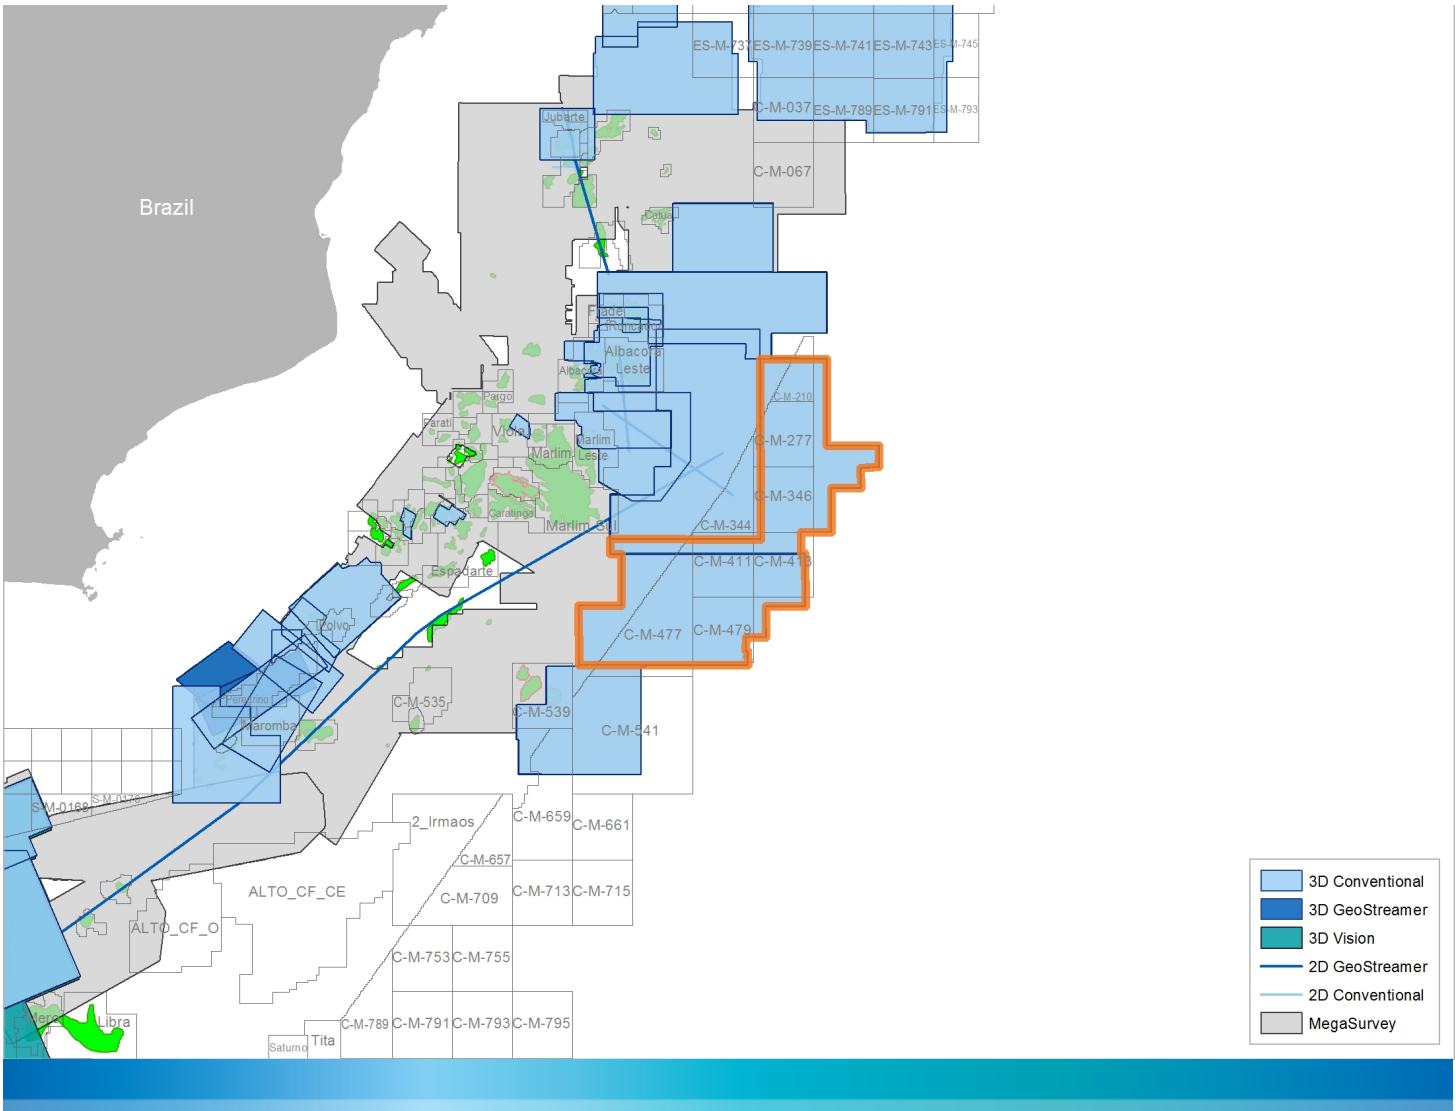 ES-M-737
ES-M-739
ES-M-741
ES-M-743
ES-M-745
C-M-037
ES-M-789
ES-M-791
ES-M-793
Jubarte
C-M-067
Brazil
Catua
Frade
Roncador
Albacora
Leste
Albacora
C-M-210
Pargo
Parati
Viola
Marlim
Leste
C-M-277
Marlim
C-M-346
Caratinga
Marlim Sul
C-M-344
C-M-411
C-M-413
Espadarte
Polvo
C-M-477
C-M-479
Peregrino
Maromba
C-M-535
C-M-539
C-M-541
S-M-0168
S-M-0170
2_Irmaos
C-M-659
C-M-661
C-M-657
ALTO_CF_CE
C-M-709
C-M-713
C-M-715
ALTO_CF_O
C-M-753
C-M-755
Mero
Libra
C-M-789
C-M-791
C-M-793
C-M-795
Saturno
Tita
3D Conventional
3D GeoStreamer
3D Vision
2D GeoStreamer
2D Conventional
MegaSurvey